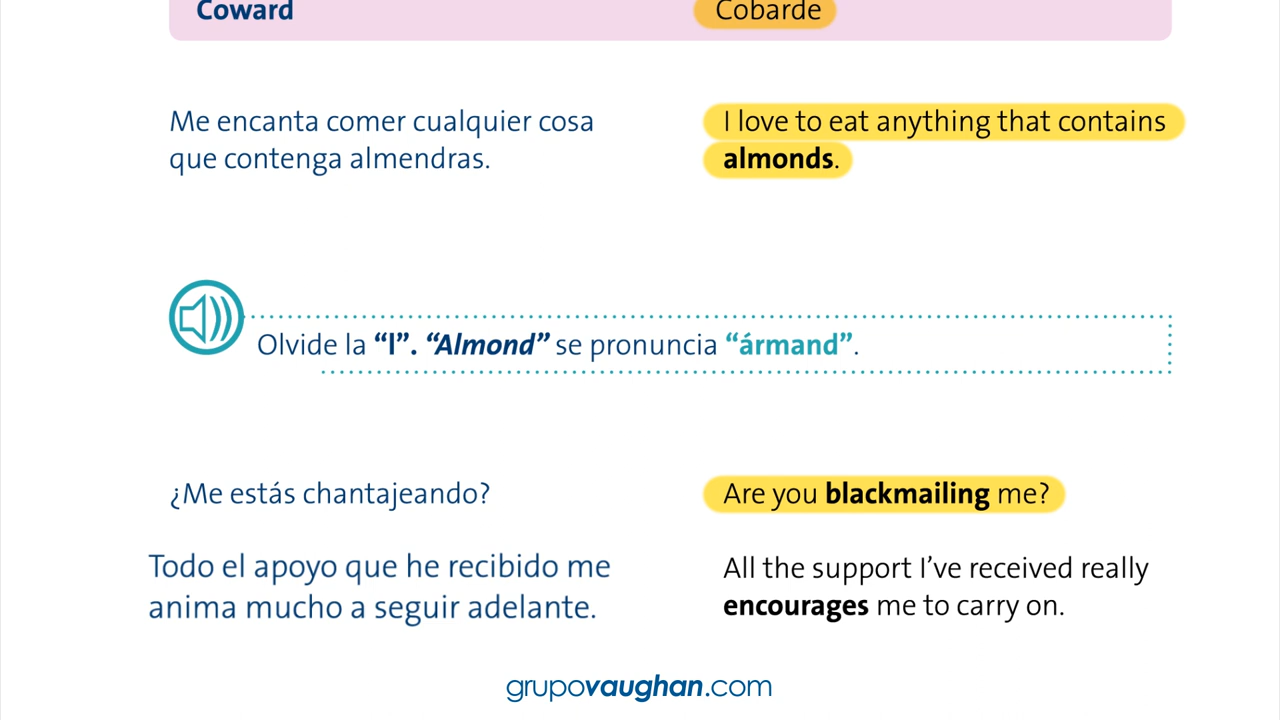 Coward
Cobarde
Me encanta comer cualquier cosa
que contenga almendras.
I love to eat anything that contains
almonds.
Olvide la “l”. “Almond” se pronuncia “ármand”.
¿Me estás chantajeando?
Are you blackmailing me?
Todo el apoyo que he recibido me
anima mucho a seguir adelante.
All the support I’ve received really
encourages me to carry on.
grupovaughan.com